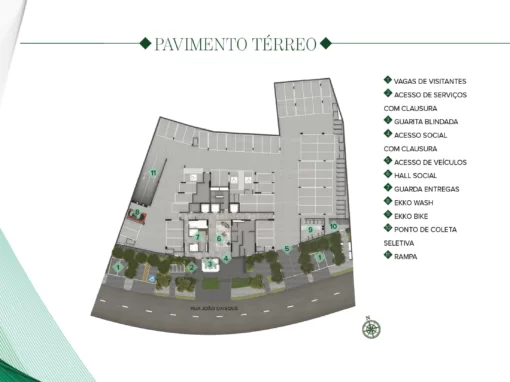 PAVIMENTO TÉRREO
1 VAGAS DE VISITANTES
2 ACESSO DE SERVIÇOS
COM CLAUSURA
3 GUARITA BLINDADA
4 ACESSO SOCIAL
COM CLAUSURA
5 ACESSO DE VEÍCULOS
6 HALL SOCIAL
7 GUARDA ENTREGAS
8 EKKO WASH
9 EKKO BIKE
10 PONTO DE COLETA
SELETIVA
11 RAMPA
11
8
7
6
9
10
5
4
3
2
1
1
RUA JOÃO
N